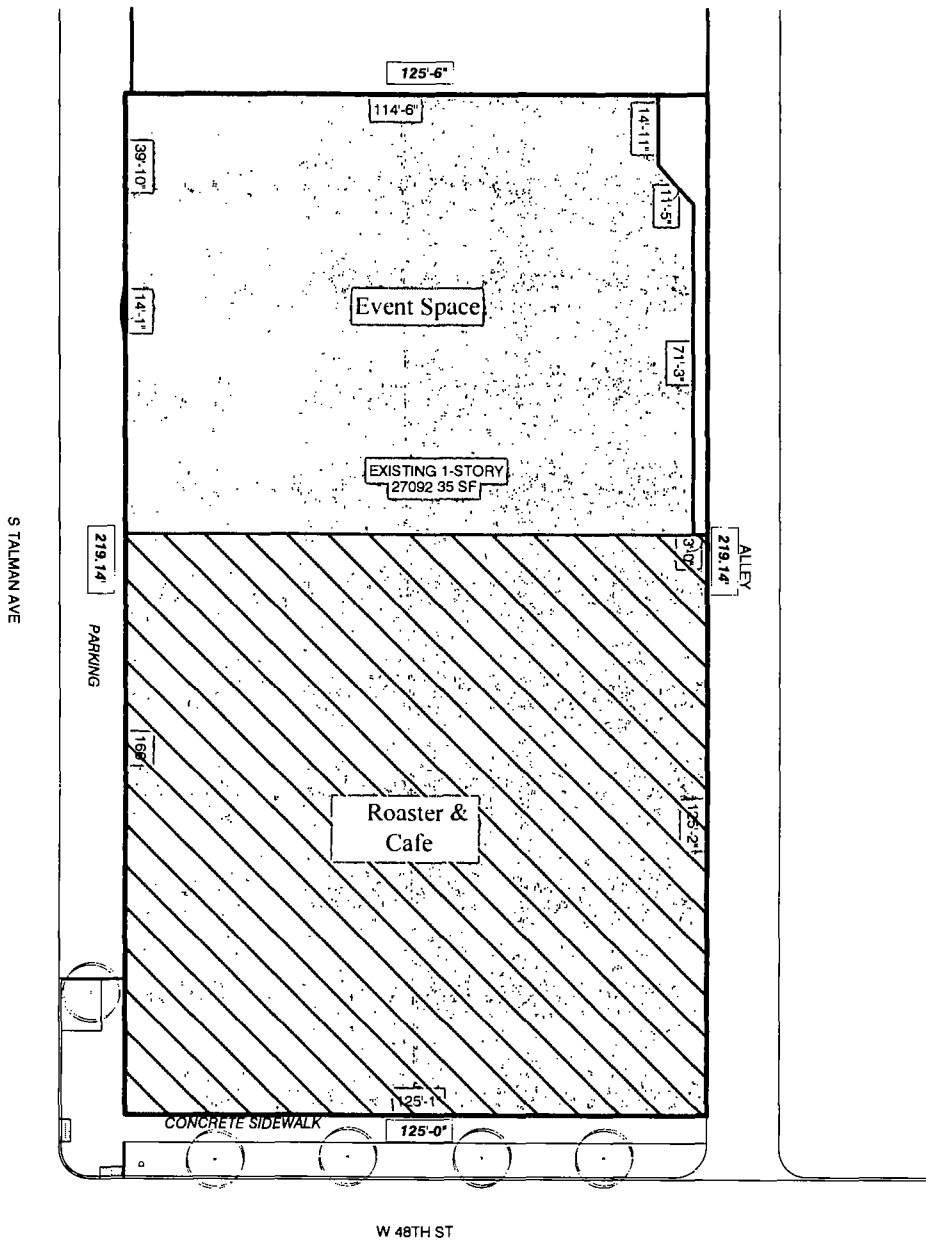 125'-6"
114'-6"
14'-11"
39'-10"
11'-5"
14'-1"
Event Space
71'-3"
EXISTING 1-STORY
27092 35 SF
219.14'
3'-0"
219.14'
ALLEY
S TALMAN AVE
PARKING
Roaster &
Cafe
125'-2"
125'-1"
CONCRETE SIDEWALK
125'-0"
W 48TH ST